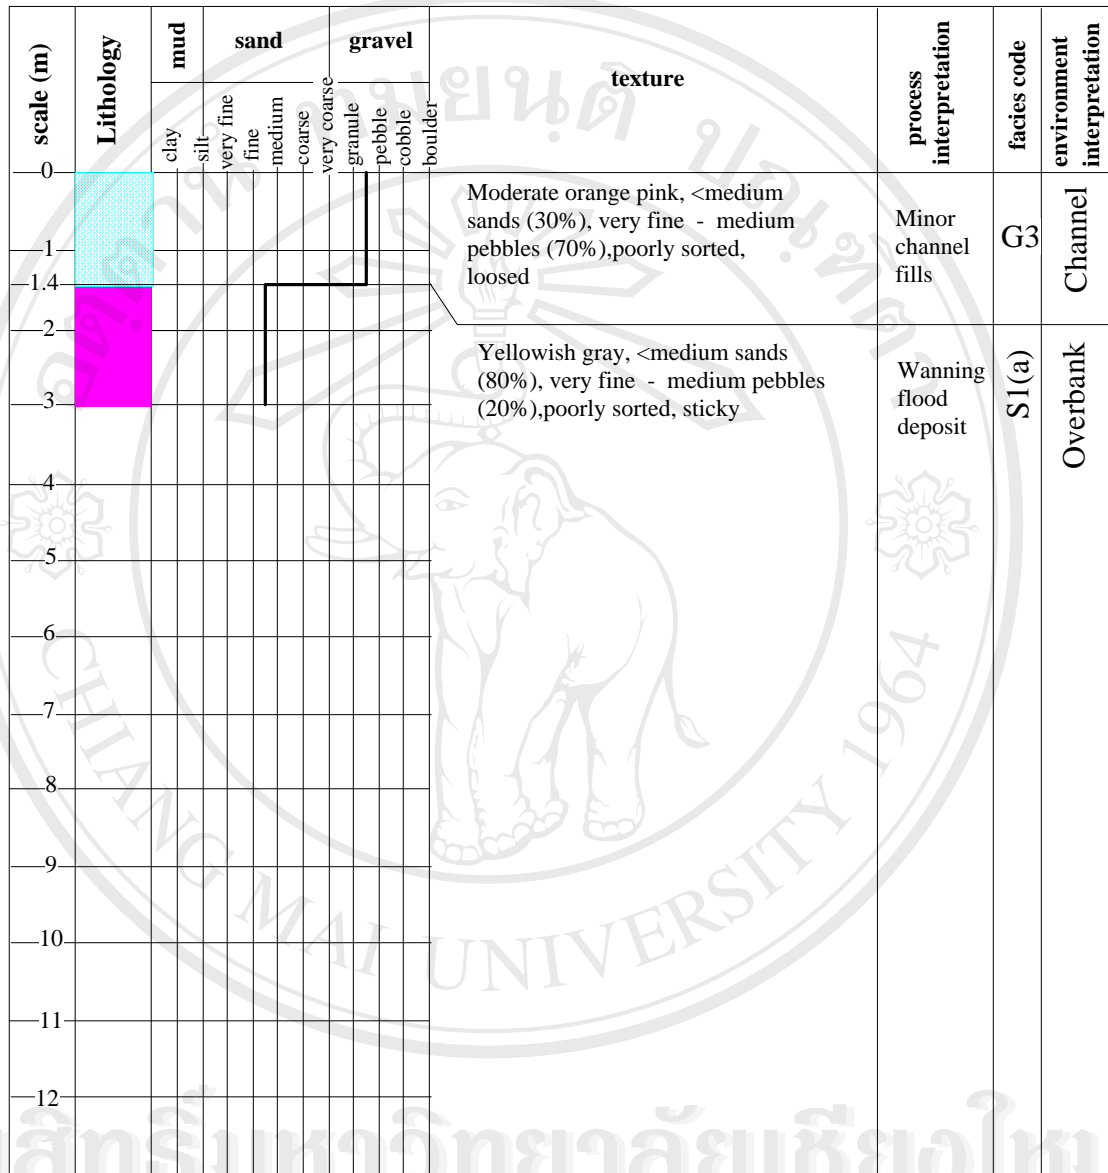 scale (m)
Lithology
mud
sand
gravel
texture
process
interpretation
facies code
environment
interpretation
clay
silt
very fine
fine
medium
coarse
very coarse
granule
pebble
cobble
boulder
0
1
1.4
2
3
4
5
6
7
8
9
10
11
12
Moderate orange pink, <medium
sands (30%), very fine - medium
pebbles (70%),poorly sorted,
loosed
Minor
channel
fills
G3
Channel
Yellowish gray, <medium sands
(80%), very fine - medium pebbles
(20%),poorly sorted, sticky
Wanning
flood
deposit
S1(a)
Overbank
CHIANG MAI UNIVERSITY 1964